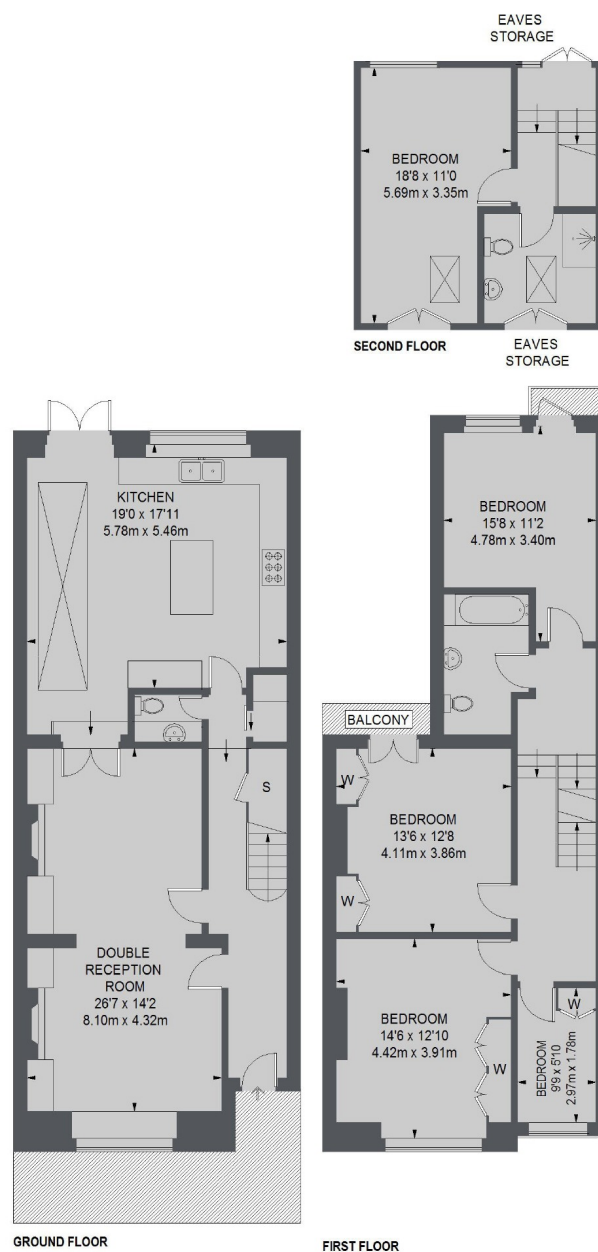 EAVES
STORAGE
BEDROOM
18'8 x 11'0
5.69m x 3.35m
SECOND FLOOR
EAVES
STORAGE
KITCHEN
19'0 x 17'11
5.78m x 5.46m
S
DOUBLE
RECEPTION
ROOM
26'7 x 14'2
8.10m x 4.32m
GROUND FLOOR
BEDROOM
15'8 x 11'2
4.78m x 3.40m
BALCONY
W
BEDROOM
13'6 x 12'8
4.11m x 3.86m
W
BEDROOM
14'6 x 12'10
4.42m x 3.91m
W
W
BEDROOM
9'9 x 5'10
2.97m x 1.78m
FIRST FLOOR